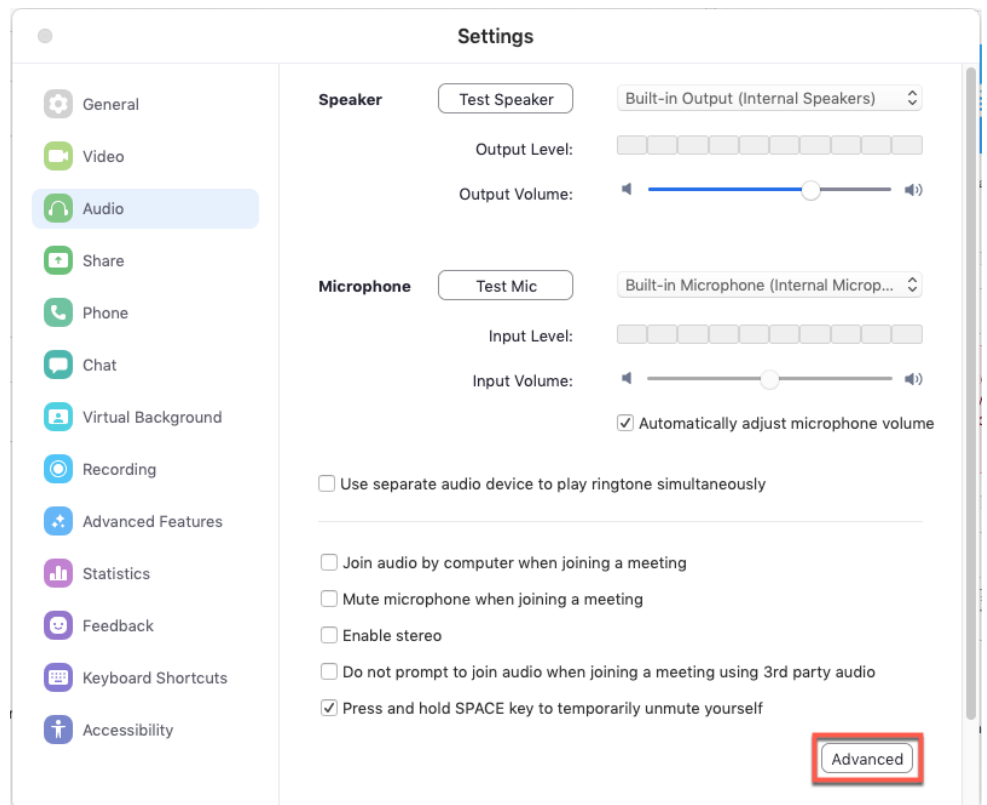 Settings
General
Video
Audio
Share
Phone
Chat
Virtual Background
Recording
Advanced Features
Statistics
Feedback
Keyboard Shortcuts
Accessibility
Speaker Test Speaker Built-in Output (Internal Speakers)
Output Level:
Output Volume:
Microphone Test Mic Built-in Microphone (Internal Microp...
Input Level:
Input Volume:
Automatically adjust microphone volume
Use separate audio device to play ringtone simultaneously
Join audio by computer when joining a meeting
Mute microphone when joining a meeting
Enable stereo
Do not prompt to join audio when joining a meeting using 3rd party audio
Press and hold SPACE key to temporarily unmute yourself
Advanced